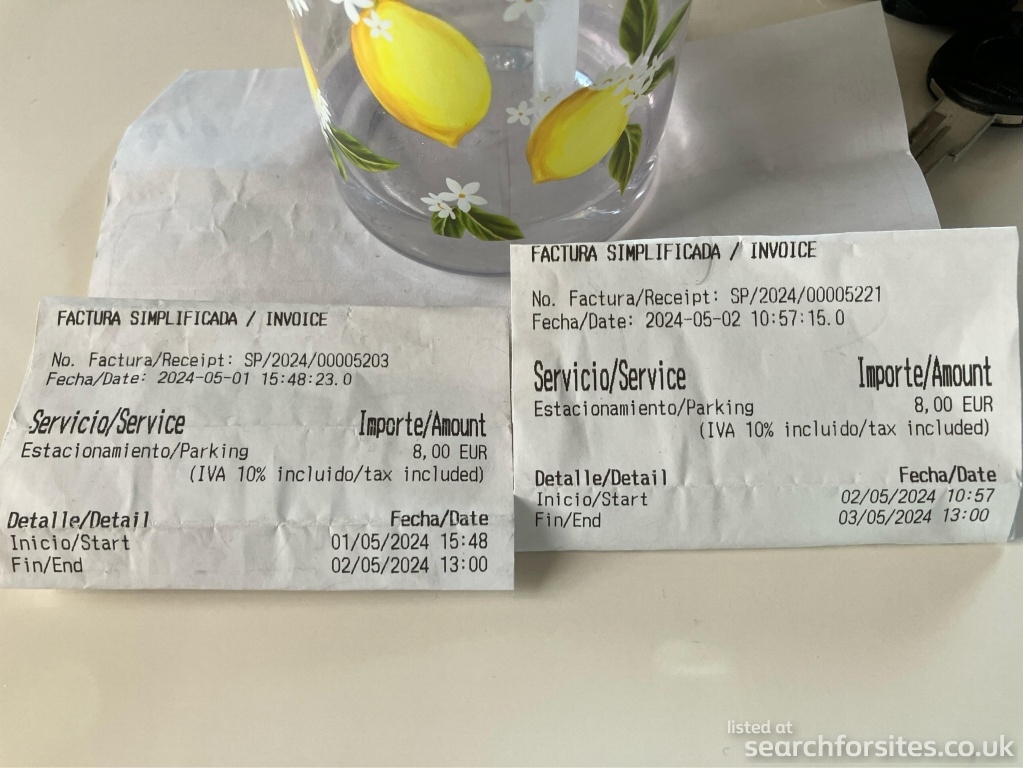 FACTURA SIMPLIFICADA / INVOICE
No. Factura/Receipt: SP/2024/00005203
Fecha/Date: 2024-05-01 15:48:23.0
Servicio/Service Importe/Amount
Estacionamiento/Parking 8,00 EUR
(IVA 10% incluido/tax included)
Detalle/Detail Fecha/Date
Inicio/Start 01/05/2024 15:48
Fin/End 02/05/2024 13:00
FACTURA SIMPLIFICADA / INVOICE
No. Factura/Receipt: SP/2024/00005221
Fecha/Date: 2024-05-02 10:57:15.0
Servicio/Service Importe/Amount
Estacionamiento/Parking 8,00 EUR
(IVA 10% incluido/tax included)
Detalle/Detail Fecha/Date
Inicio/Start 02/05/2024 10:57
Fin/End 03/05/2024 13:00
listed at
searchforsites.co.uk